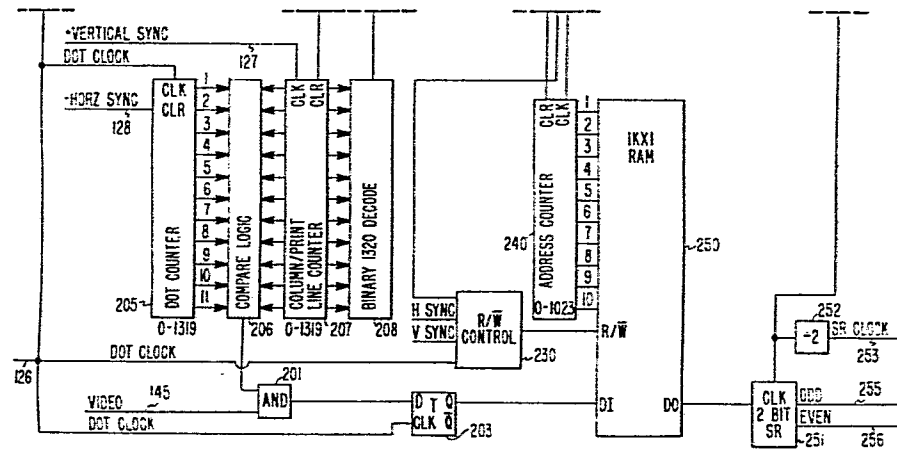 +VERTICAL SYNC
127
DOT CLOCK
-HORZ SYNC
128
CLK
CLR
DOT COUNTER
205
0-1319
1
2
3
4
5
6
7
8
9
10
11
COMPARE LOGIC
206
CLK
CLR
COLUMN/PRINT
LINE COUNTER
0-1319
207
BINARY 1320 DECODE
208
CLR
CLK
ADDRESS COUNTER
240
0-1023
1
2
3
4
5
6
7
8
9
10
1KX1
RAM
250
R/W̅
DI
DO
H SYNC
V SYNC
R/W̅
CONTROL
230
DOT CLOCK
126
201
AND
VIDEO
145
DOT CLOCK
D T Q
CLK Q̅
203
252
÷2
SR CLOCK
253
CLK
2 BIT
SR
251
ODD
255
EVEN
256